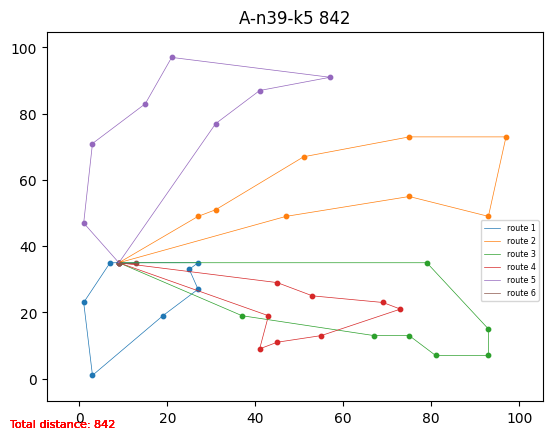 A-n39-k5 842
100
80
60
40
20
0
route 1
route 2
route 3
route 4
route 5
route 6
0 20 40 60 80 100
Total distance: 842